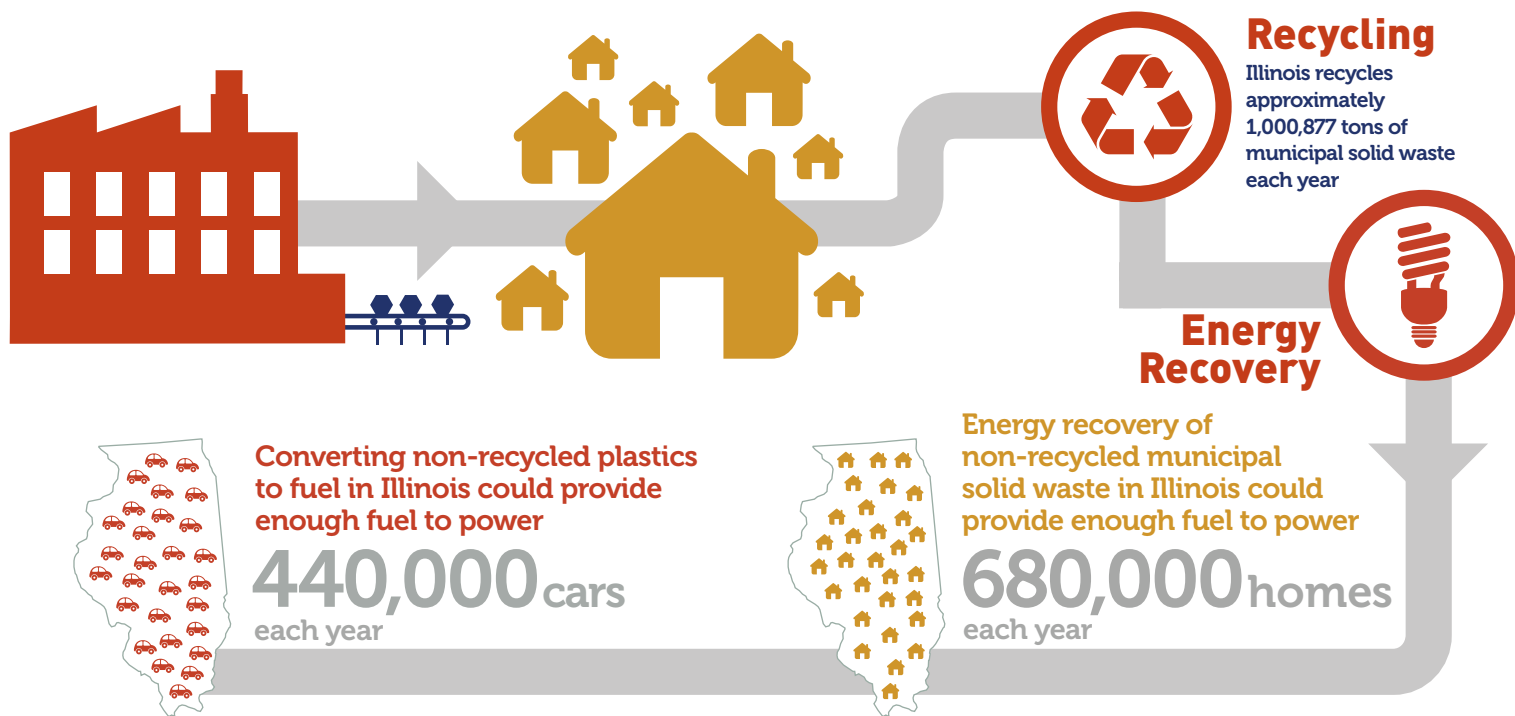 Recycling
Illinois recycles
approximately
1,000,877 tons of
municipal solid waste
each year
Energy
Recovery
Converting non-recycled plastics
to fuel in Illinois could provide
enough fuel to power
440,000 cars
each year
Energy recovery of
non-recycled municipal
solid waste in Illinois could
provide enough fuel to power
680,000 homes
each year